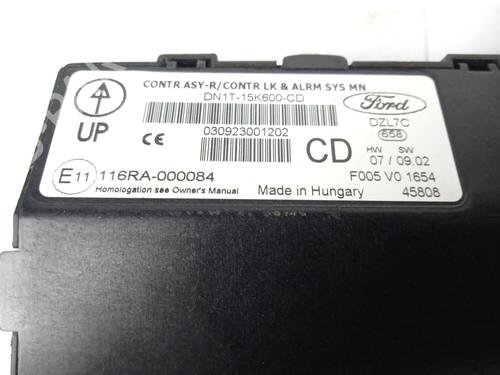 CONTR ASY-R/CONTR LK & ALRM SYS MN
DN1T-15K600-CD
Ford
UP
CE
030923001202
CD
DZL7C
658
HW SW
07 / 09.02
E11 116RA-000084
F005 V0 1654
Homologation see Owner's Manual
Made in Hungary
45808